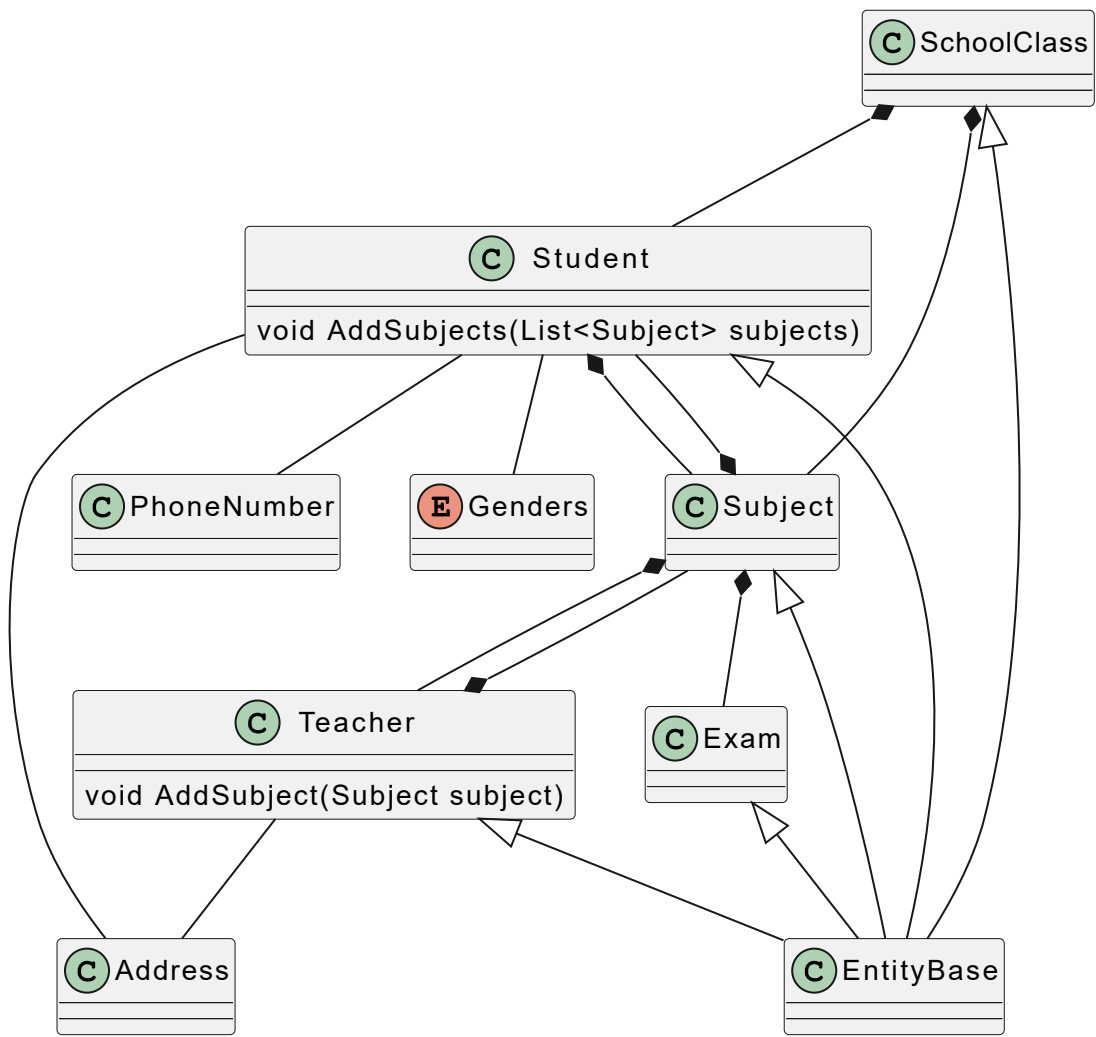 C SchoolClass
C Student
void AddSubjects(List<Subject> subjects)
C PhoneNumber
E Genders
C Subject
C Teacher
void AddSubject(Subject subject)
C Exam
C Address
C EntityBase